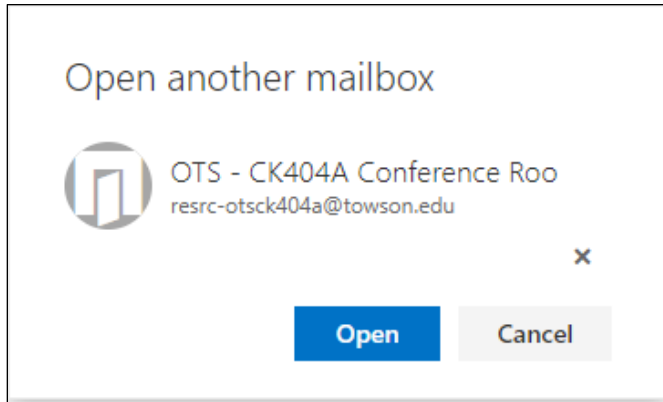 Open another mailbox
OTS - CK404A Conference Roo
resrc-otsck404a@towson.edu
Open
Cancel